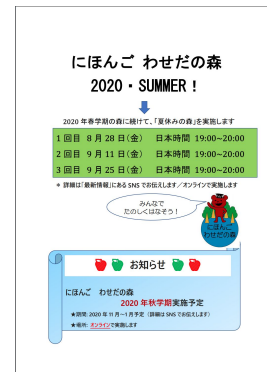 にほんご わせだの森
2020・SUMMER！
2020 年春学期の森に続けて、「夏休みの森」を実施します
1 回目 8 月 28 日（金） 日本時間 19:00~20:00
2 回目 9 月 11 日（金） 日本時間 19:00~20:00
3 回目 9 月 25 日（金） 日本時間 19:00~20:00
＊ 詳細は「最新情報」にある SNS でお伝えします／オンラインで実施します
みんなで
たのしくはなそう！
にほんご
わせだの森
お知らせ
にほんご わせだの森
2020 年秋学期実施予定
★期間: 2020 年 11 月～1 月予定（詳細は SNS でお伝えします）
★場所: オンラインで実施します